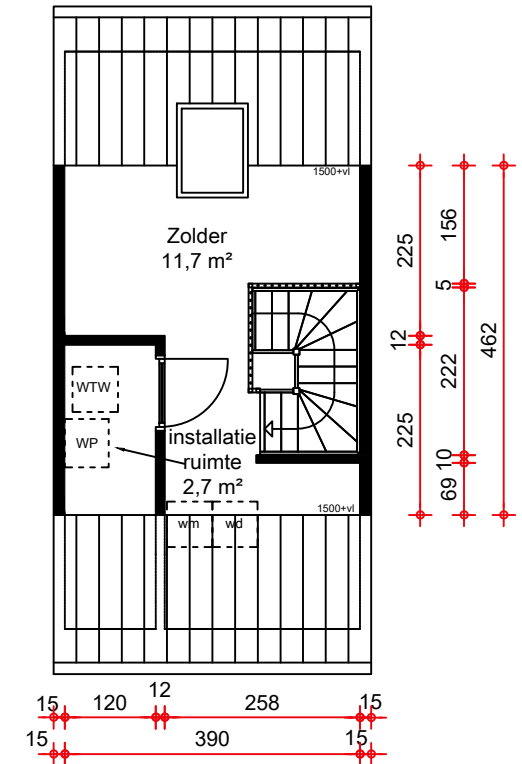 1500+vl
Zolder
11,7 m²
WTW
WP
installatie
ruimte
2,7 m²
1500+vl
wm
wd
225
12
225
156
5
222
10
69
462
15
120
12
258
15
15
390
15